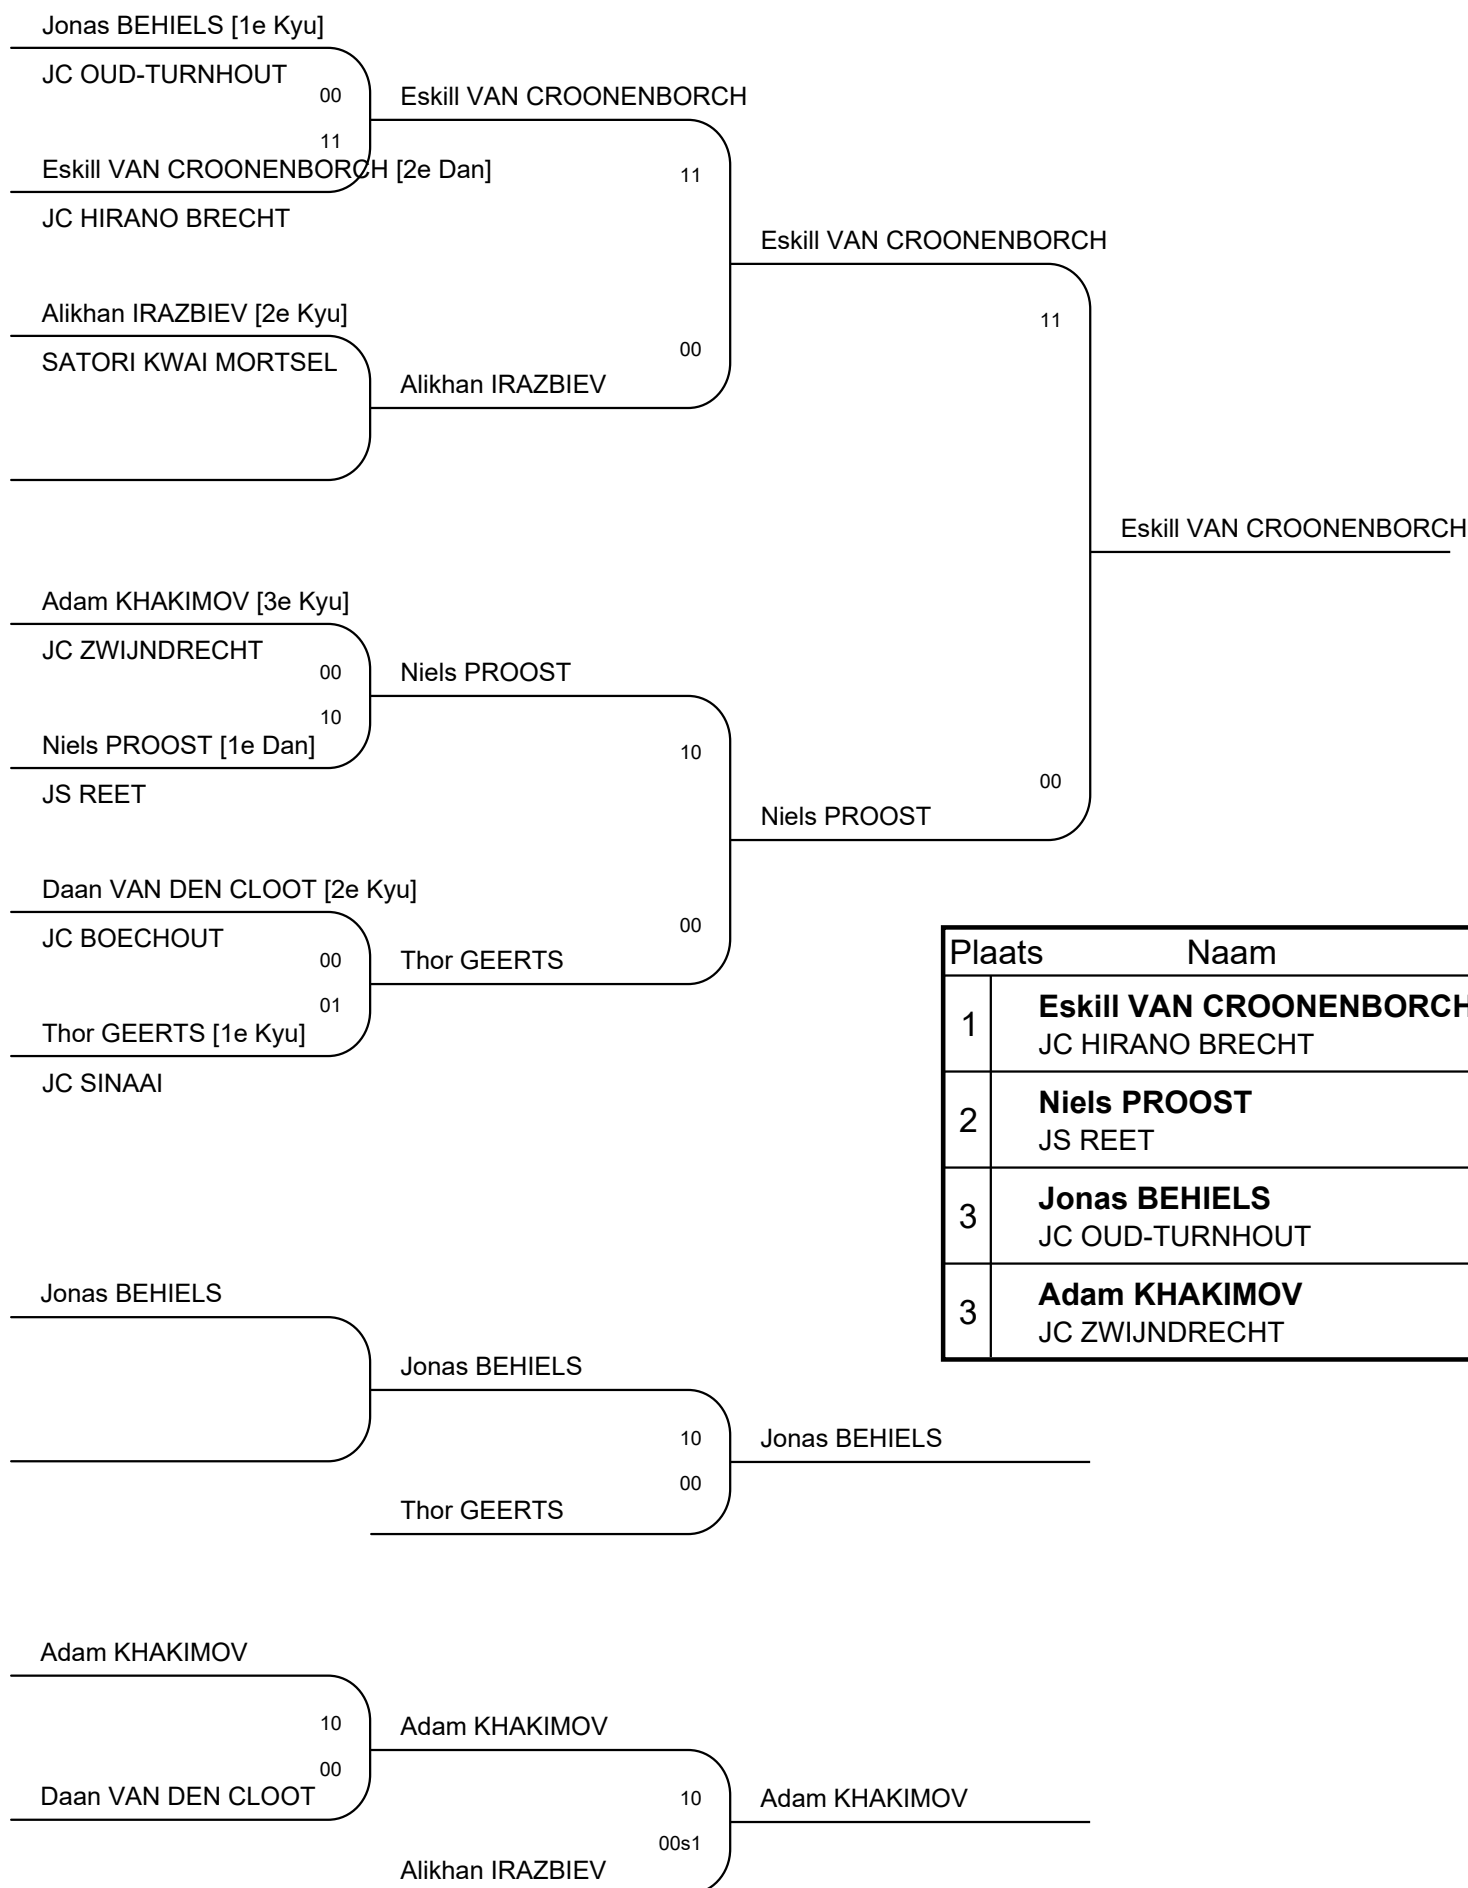 Jonas BEHIELS [1e Kyu]
JC OUD-TURNHOUT
00
Eskill VAN CROONENBORCH
11
Eskill VAN CROONENBORCH [2e Dan]
11
JC HIRANO BRECHT
Eskill VAN CROONENBORCH
Alikhan IRAZBIEV [2e Kyu]
11
SATORI KWAI MORTSEL
00
Alikhan IRAZBIEV
Eskill VAN CROONENBORCH
Adam KHAKIMOV [3e Kyu]
JC ZWIJNDRECHT
00
Niels PROOST
10
Niels PROOST [1e Dan]
10
JS REET
00
Niels PROOST
Daan VAN DEN CLOOT [2e Kyu]
JC BOECHOUT
00
00
Thor GEERTS
01
Thor GEERTS [1e Kyu]
JC SINAAI
Plaats Naam
1 Eskill VAN CROONENBORCH
JC HIRANO BRECHT
2 Niels PROOST
JS REET
3 Jonas BEHIELS
JC OUD-TURNHOUT
3 Adam KHAKIMOV
JC ZWIJNDRECHT
Jonas BEHIELS
Jonas BEHIELS
10
Jonas BEHIELS
00
Thor GEERTS
Adam KHAKIMOV
10
Adam KHAKIMOV
00
Daan VAN DEN CLOOT
10
Adam KHAKIMOV
00s1
Alikhan IRAZBIEV